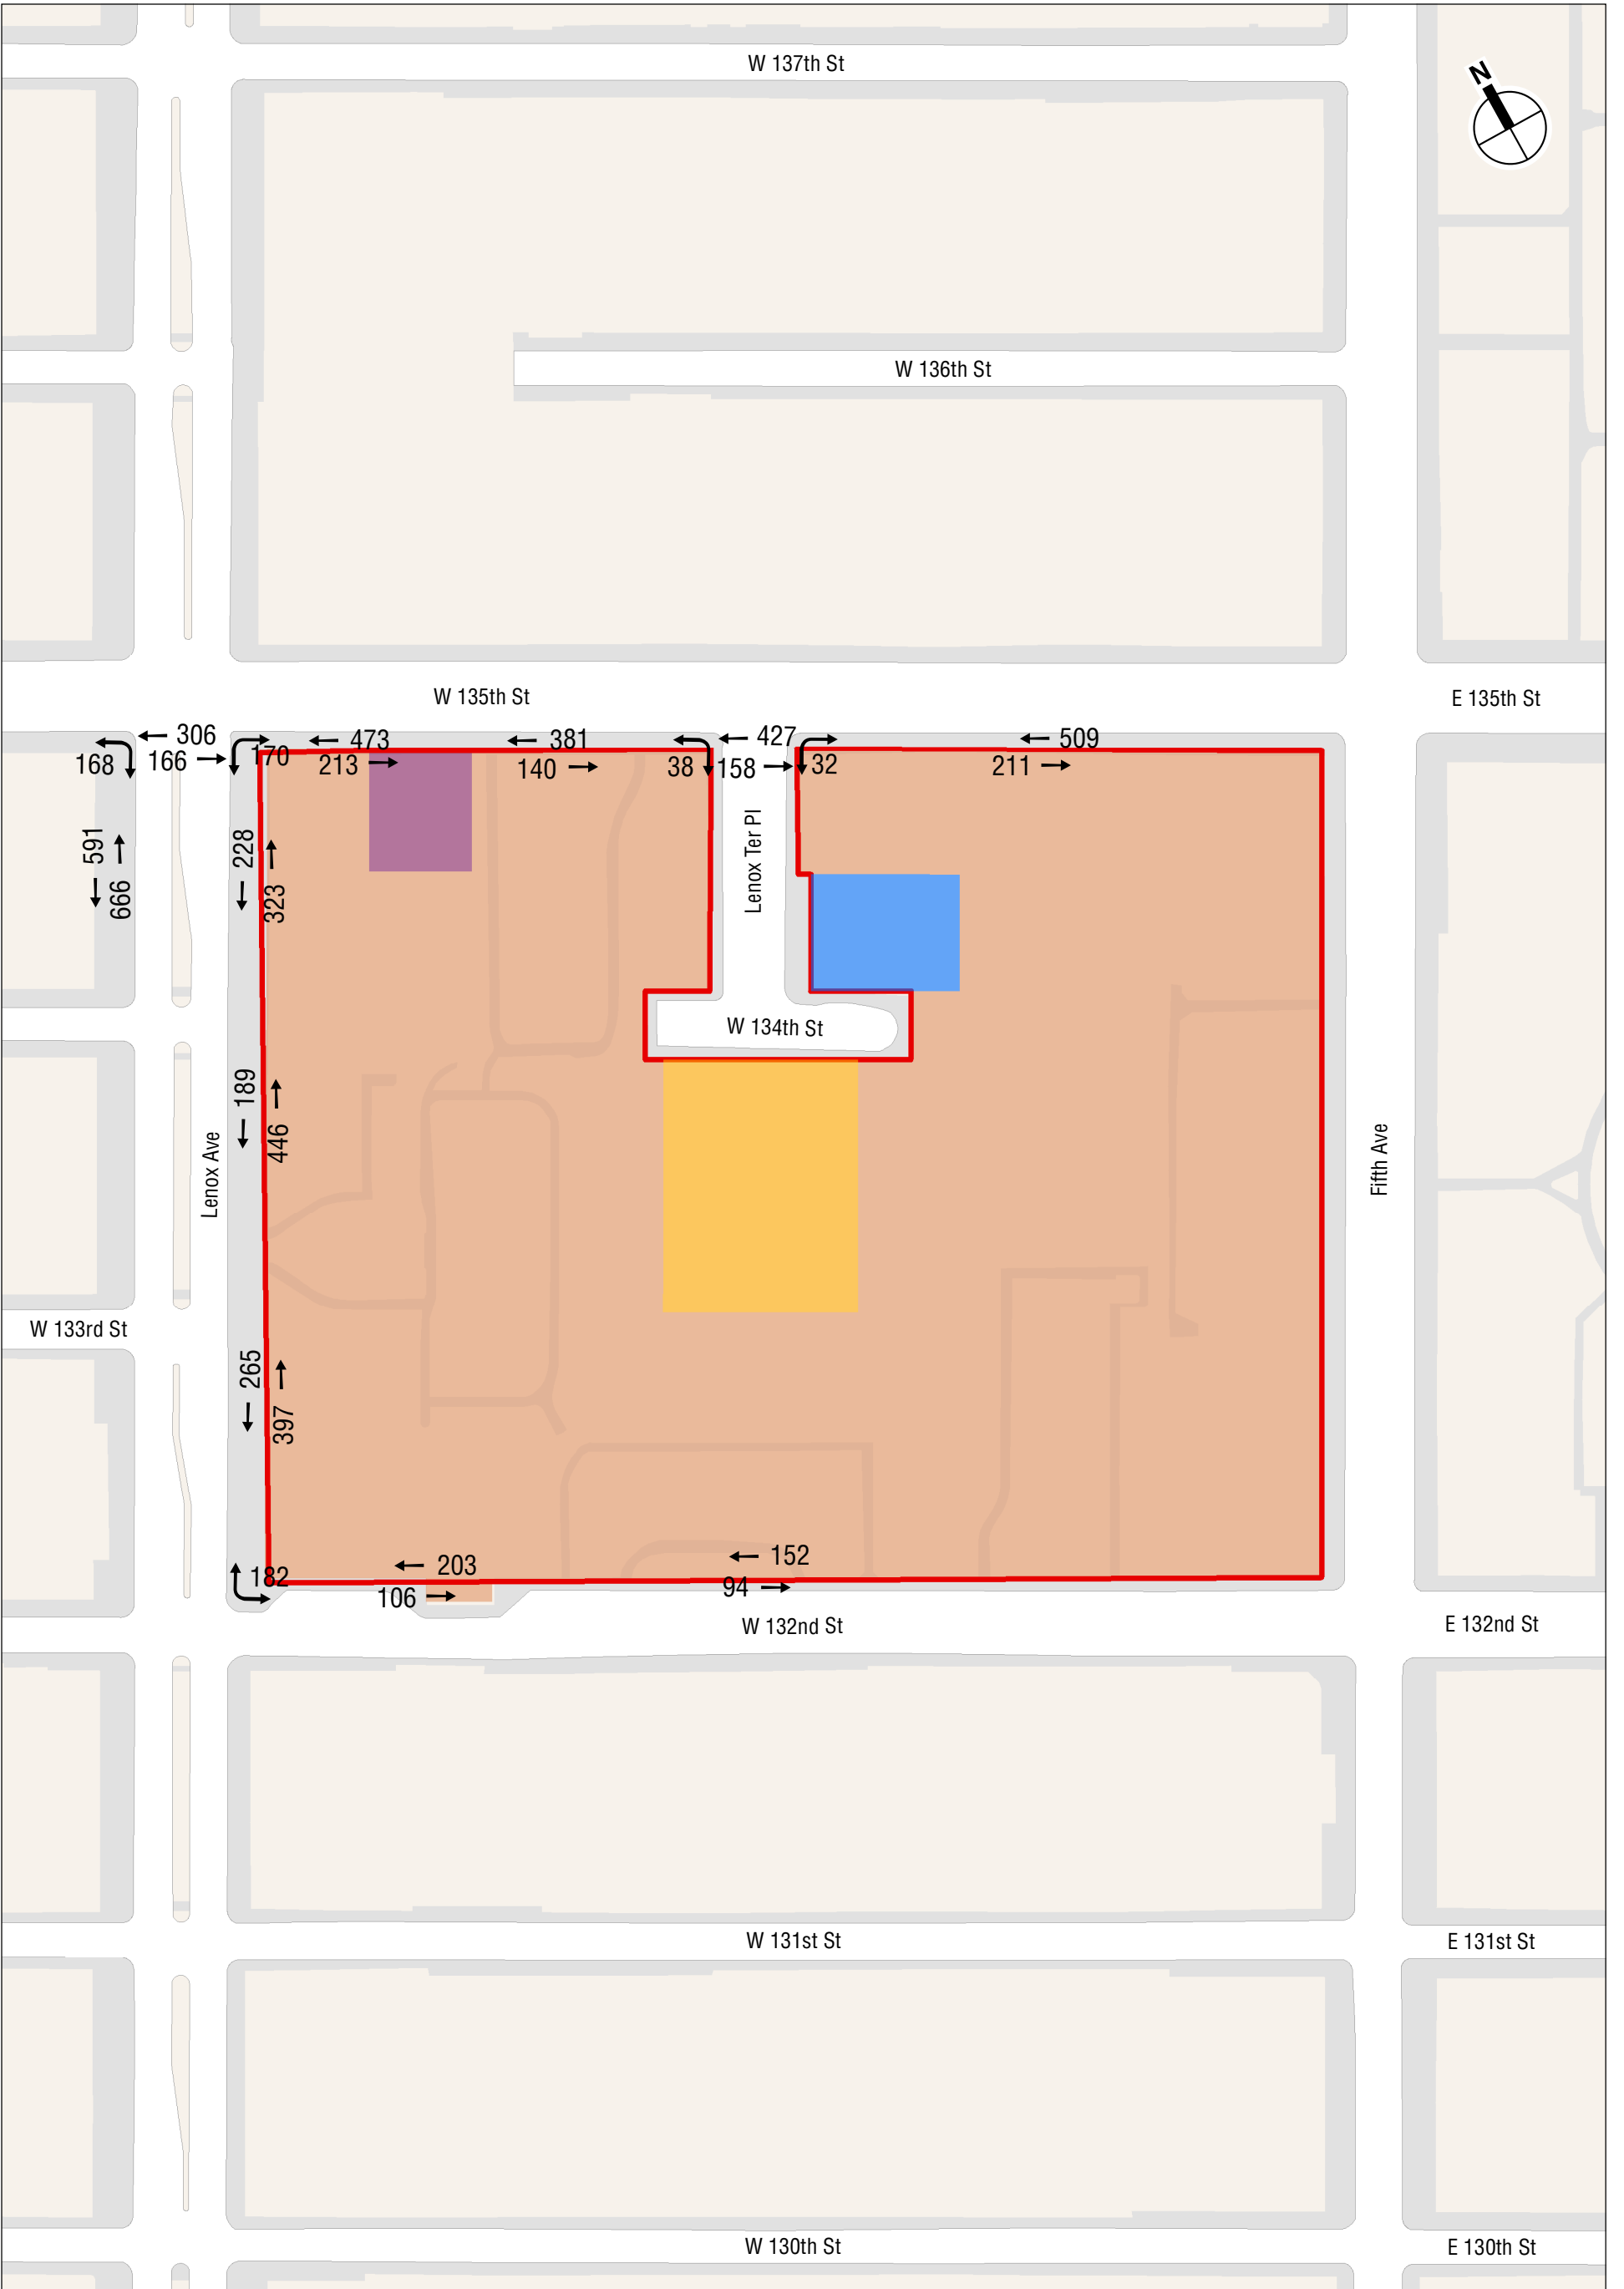 W 137th St
N
W 136th St
W 135th St
E 135th St
306
473
381
427
509
168
166
170
213
140
38
158
32
211
591
666
228
323
Lenox Ter Pl
W 134th St
189
446
Lenox Ave
Fifth Ave
W 133rd St
265
397
182
203
152
106
94
W 132nd St
E 132nd St
W 131st St
E 131st St
W 130th St
E 130th St